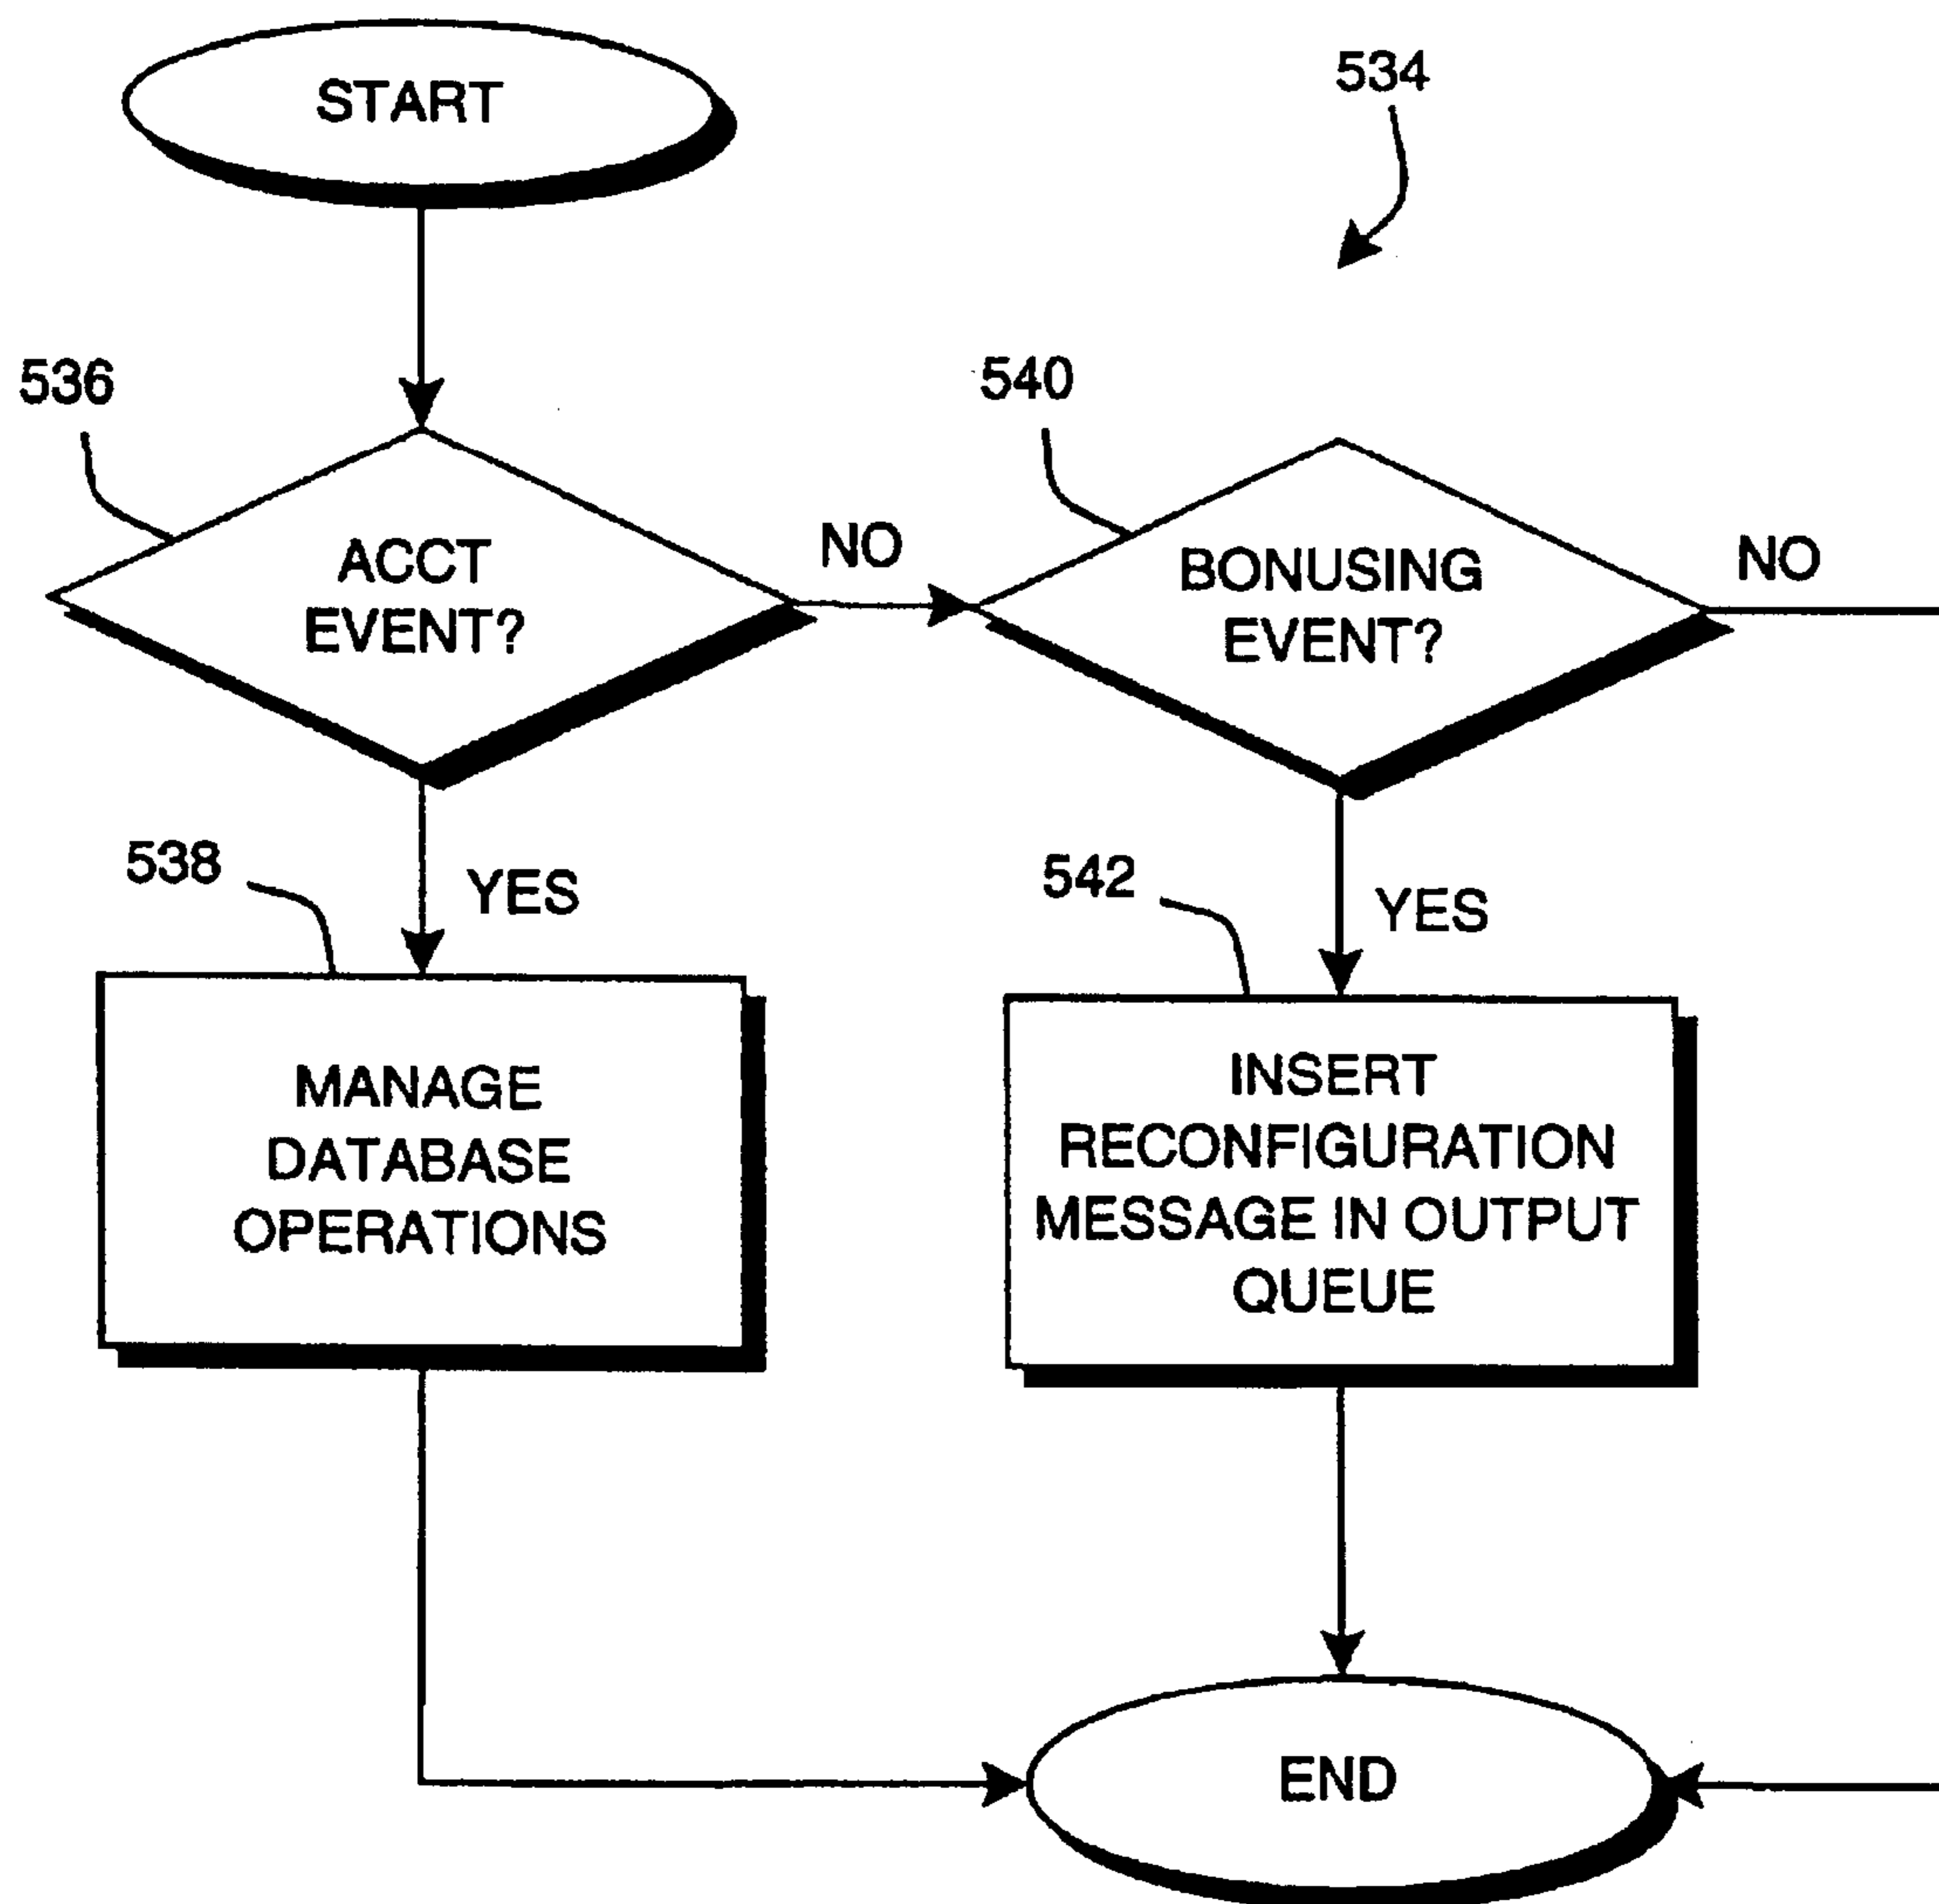 START
534
536
540
ACCT
EVENT?
NO
BONUSING
EVENT?
NO
538
YES
542
YES
MANAGE
DATABASE
OPERATIONS
INSERT
RECONFIGURATION
MESSAGE IN OUTPUT
QUEUE
END